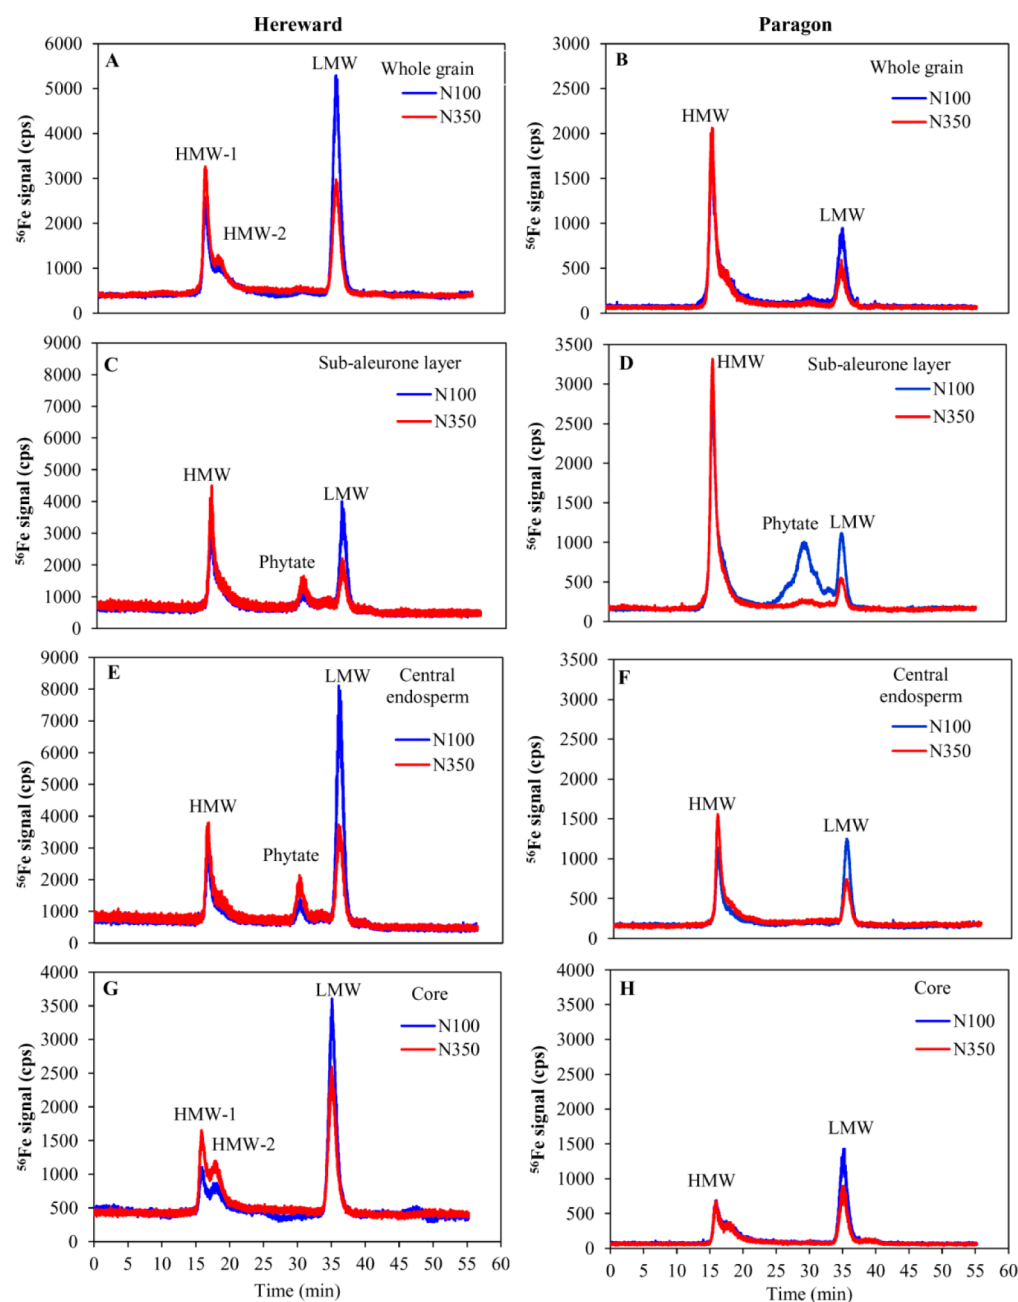 Hereward
Paragon
A
Whole grain
N100
N350
HMW-1
HMW-2
LMW
⁵⁶Fe signal (cps)
6000
5000
4000
3000
2000
1000
0
B
Whole grain
N100
N350
HMW
LMW
⁵⁶Fe signal (cps)
3000
2500
2000
1500
1000
500
0
C
Sub-aleurone layer
N100
N350
HMW
Phytate
LMW
⁵⁶Fe signal (cps)
9000
8000
7000
6000
5000
4000
3000
2000
1000
0
D
Sub-aleurone layer
N100
N350
HMW
Phytate
LMW
⁵⁶Fe signal (cps)
3500
3000
2500
2000
1500
1000
500
0
E
Central
endosperm
N100
N350
HMW
Phytate
LMW
⁵⁶Fe signal (cps)
9000
8000
7000
6000
5000
4000
3000
2000
1000
0
F
Central
endosperm
N100
N350
HMW
LMW
⁵⁶Fe signal (cps)
3500
3000
2500
2000
1500
1000
500
0
G
Core
N100
N350
HMW-1
HMW-2
LMW
⁵⁶Fe signal (cps)
4000
3500
3000
2500
2000
1500
1000
500
0
0 5 10 15 20 25 30 35 40 45 50 55 60
Time (min)
H
Core
N100
N350
HMW
LMW
⁵⁶Fe signal (cps)
4000
3500
3000
2500
2000
1500
1000
500
0
0 5 10 15 20 25 30 35 40 45 50 55 60
Time (min)